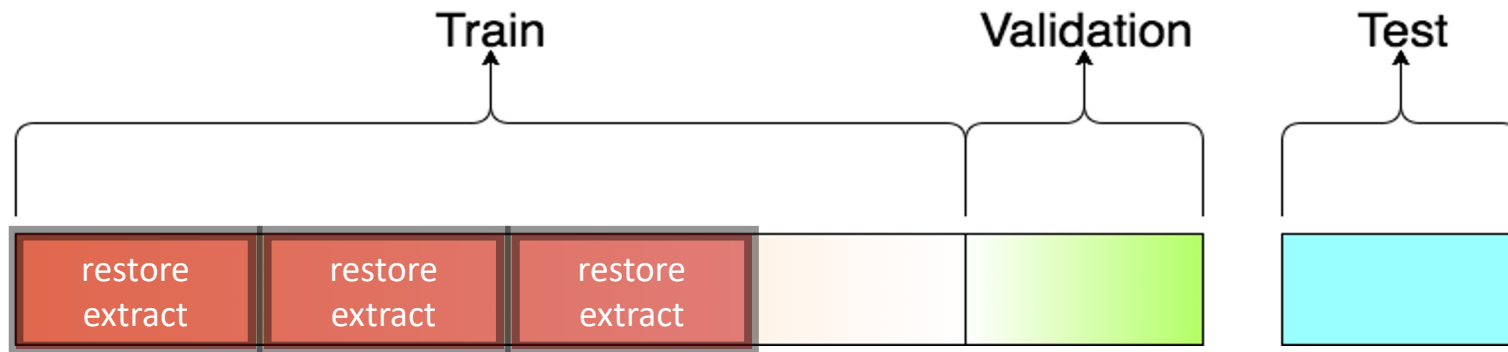 Train
Validation
Test
restore
extract
restore
extract
restore
extract